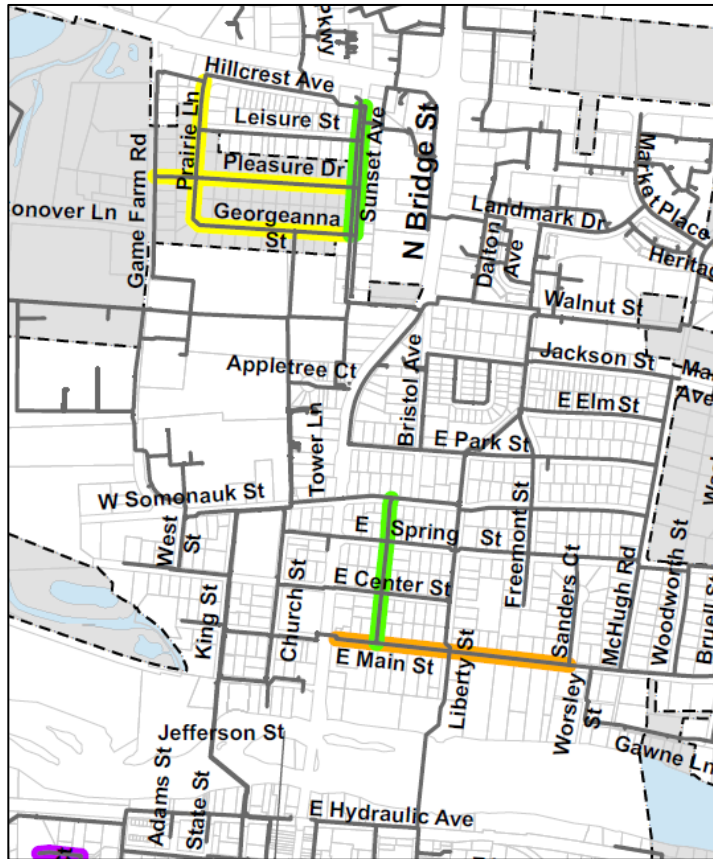 Pkwy
Hillcrest Ave
Leisure St
Prairie Ln
Pleasure Dr
Sunset Ave
N Bridge St
Game Farm Rd
onover Ln
Georgeanna
St
Landmark Dr
Market Place
Dalton
Ave
Heritag
Walnut St
Appletree Ct
Bristol Ave
Jackson St
Ma
Ave
E Elm St
Tower Ln
E Park St
W Somonauk St
West
St
E Spring St
Freemont St
E Center St
Church St
King St
Sanders Ct
McHugh Rd
Woodworth St
Bruell St
E Main St
Liberty St
Worsley
St
Gawne Ln
Jefferson St
Adams St
State St
E Hydraulic Ave
Ct